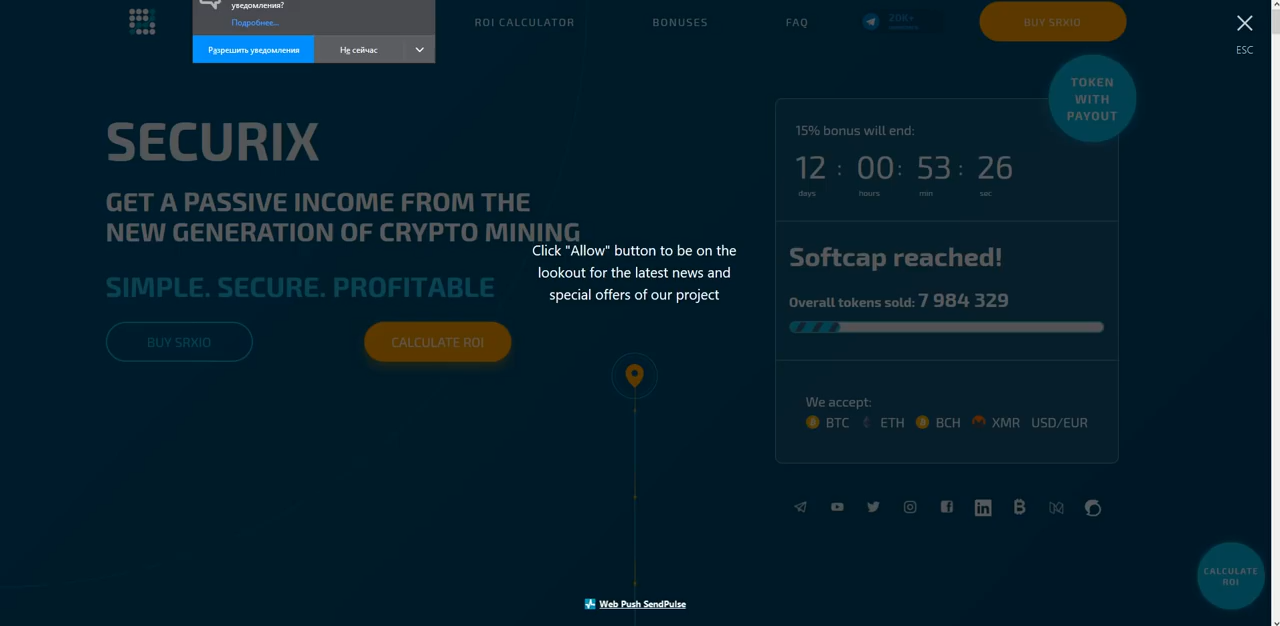 уведомления?
Подробнее...
Разрешить уведомления
Не сейчас
ROI CALCULATOR
BONUSES
FAQ
20K+
BUY SRXIO
ESC
TOKEN
WITH
PAYOUT
SECURIX
GET A PASSIVE INCOME FROM THE
NEW GENERATION OF CRYPTO MINING
SIMPLE. SECURE. PROFITABLE
BUY SRXIO
CALCULATE ROI
Click "Allow" button to be on the
lookout for the latest news and
special offers of our project
15% bonus will end:
12 : 00 : 53 : 26
days hours min sec
Softcap reached!
Overall tokens sold: 7 984 329
We accept:
BTC ETH BCH XMR USD/EUR
CALCULATE
ROI
Web Push SendPulse